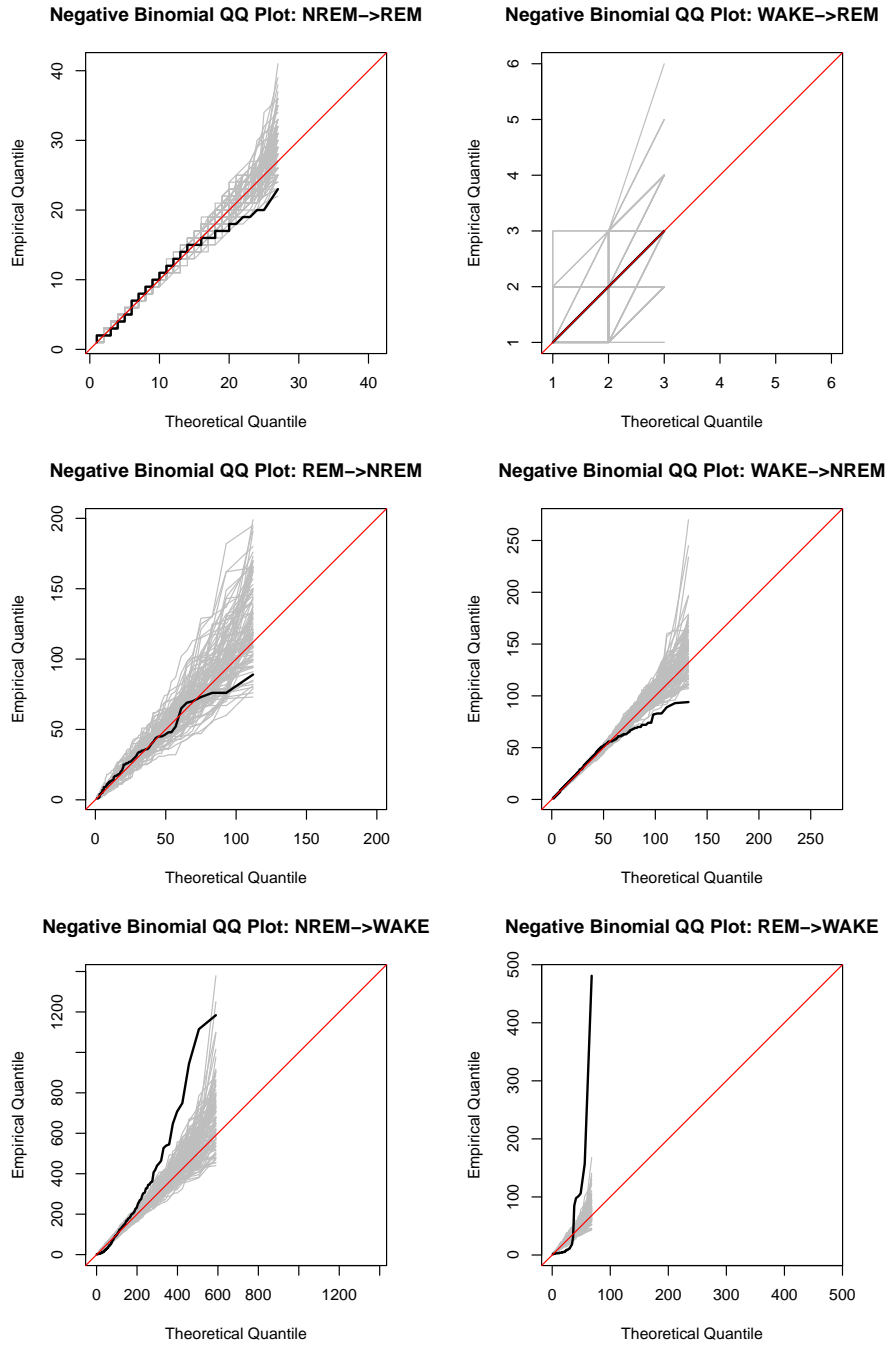 Negative Binomial QQ Plot: NREM−>REM
Negative Binomial QQ Plot: WAKE−>REM
Empirical Quantile
0 10 20 30 40
0 10 20 30 40
Theoretical Quantile
Empirical Quantile
1 2 3 4 5 6
1 2 3 4 5 6
Theoretical Quantile
Negative Binomial QQ Plot: REM−>NREM
Negative Binomial QQ Plot: WAKE−>NREM
Empirical Quantile
0 50 100 150 200
0 50 100 150 200
Theoretical Quantile
Empirical Quantile
0 50 100 150 200 250
0 50 100 150 200 250
Theoretical Quantile
Negative Binomial QQ Plot: NREM−>WAKE
Negative Binomial QQ Plot: REM−>WAKE
Empirical Quantile
0 200 400 600 800 1200
0 200 400 600 800 1200
Theoretical Quantile
Empirical Quantile
0 100 200 300 400 500
0 100 200 300 400 500
Theoretical Quantile